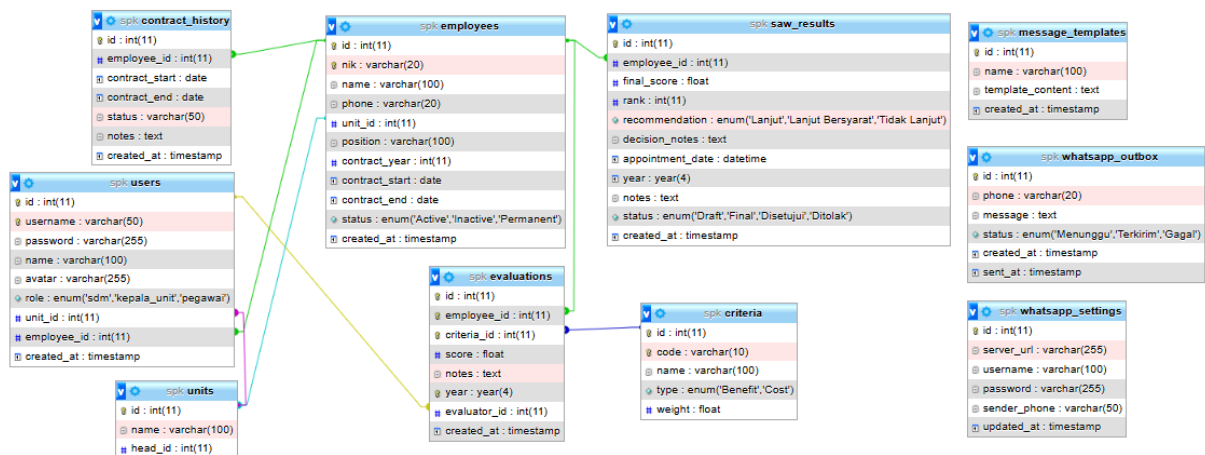 spk contract_history
id : int(11)
employee_id : int(11)
contract_start : date
contract_end : date
status : varchar(50)
notes : text
created_at : timestamp
spk employees
id : int(11)
nik : varchar(20)
name : varchar(100)
phone : varchar(20)
unit_id : int(11)
position : varchar(100)
contract_year : int(11)
contract_start : date
contract_end : date
status : enum('Active','Inactive','Permanent')
created_at : timestamp
spk saw_results
id : int(11)
employee_id : int(11)
final_score : float
rank : int(11)
recommendation : enum('Lanjut','Lanjut Bersyarat','Tidak Lanjut')
decision_notes : text
appointment_date : datetime
year : year(4)
notes : text
status : enum('Draft','Final','Disetujui','Ditolak')
created_at : timestamp
spk message_templates
id : int(11)
name : varchar(100)
template_content : text
created_at : timestamp
spk users
id : int(11)
username : varchar(50)
password : varchar(255)
name : varchar(100)
avatar : varchar(255)
role : enum('sdm','kepala_unit','pegawai')
unit_id : int(11)
employee_id : int(11)
created_at : timestamp
spk whatsapp_outbox
id : int(11)
phone : varchar(20)
message : text
status : enum('Menunggu','Terkirim','Gagal')
created_at : timestamp
sent_at : timestamp
spk evaluations
id : int(11)
employee_id : int(11)
criteria_id : int(11)
score : float
notes : text
year : year(4)
evaluator_id : int(11)
created_at : timestamp
spk criteria
id : int(11)
code : varchar(10)
name : varchar(100)
type : enum('Benefit','Cost')
weight : float
spk whatsapp_settings
id : int(11)
server_url : varchar(255)
username : varchar(100)
password : varchar(255)
sender_phone : varchar(50)
updated_at : timestamp
spk units
id : int(11)
name : varchar(100)
head_id : int(11)